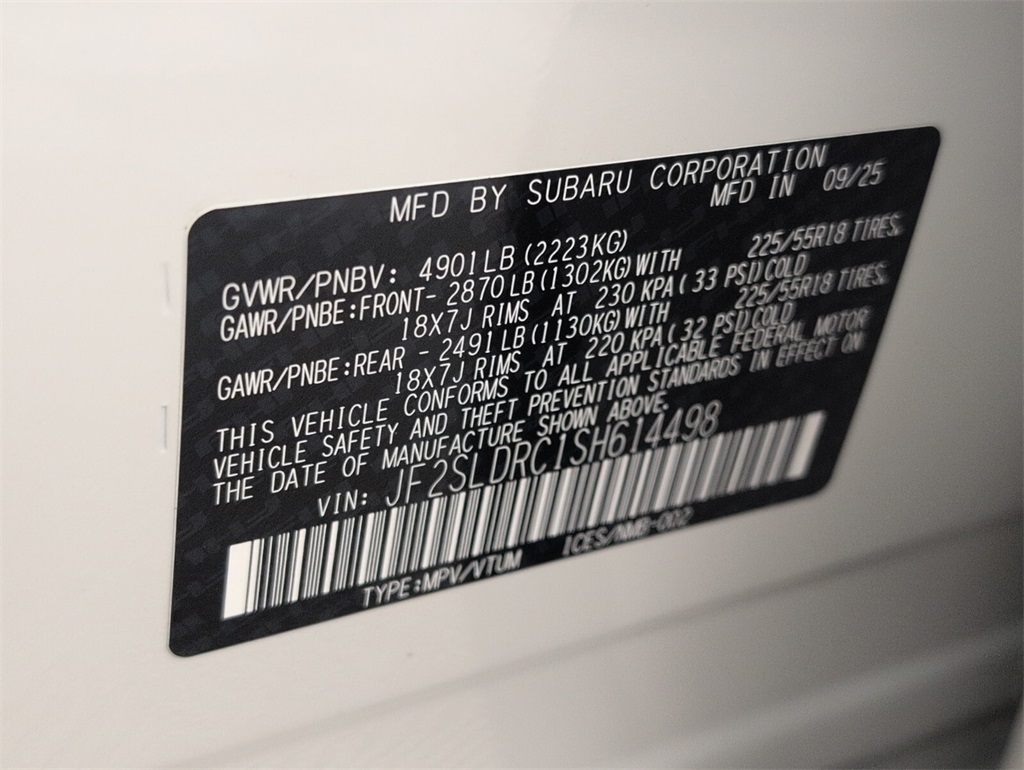 MFD BY SUBARU CORPORATION
MFD IN 09/25
GVWR/PNBV: 4901LB(2223KG)
GAWR/PNBE:FRONT- 2870LB(1302KG)WITH 225/55R18 TIRES,
18X7J RIMS AT 230 KPA( 33 PSI)COLD
GAWR/PNBE:REAR - 2491LB(1130KG)WITH 225/55R18 TIRES,
18X7J RIMS AT 220 KPA( 32 PSI)COLD
THIS VEHICLE CONFORMS TO ALL APPLICABLE FEDERAL MOTOR
VEHICLE SAFETY AND THEFT PREVENTION STANDARDS IN EFFECT ON
THE DATE OF MANUFACTURE SHOWN ABOVE.
VIN: JF2SLDRC1SH614498
TYPE:MPV/VTUM ICES/NMB-002